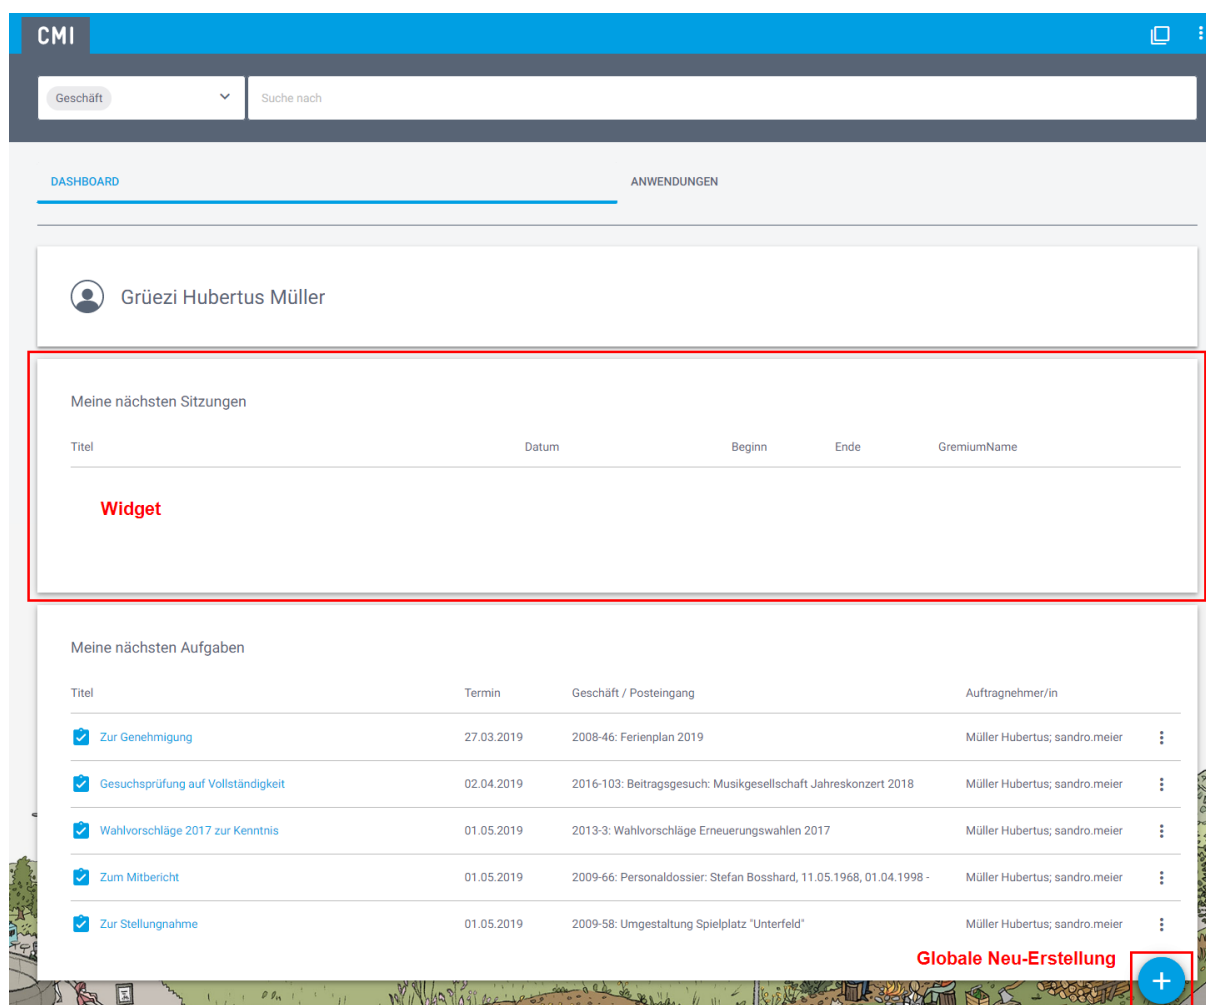 CMI
Geschäft Suche nach
DASHBOARD ANWENDUNGEN
Grüezi Hubertus Müller
Meine nächsten Sitzungen
Titel Datum Beginn Ende GremiumName
Widget
Meine nächsten Aufgaben
Titel Termin Geschäft / Posteingang Auftragnehmer/in
Zur Genehmigung 27.03.2019 2008-46: Ferienplan 2019 Müller Hubertus; sandro.meier
Gesuchsprüfung auf Vollständigkeit 02.04.2019 2016-103: Beitragsgesuch: Musikgesellschaft Jahreskonzert 2018 Müller Hubertus; sandro.meier
Wahlvorschläge 2017 zur Kenntnis 01.05.2019 2013-3: Wahlvorschläge Erneuerungswahlen 2017 Müller Hubertus; sandro.meier
Zum Mitbericht 01.05.2019 2009-66: Personaldossier: Stefan Bosshard, 11.05.1968, 01.04.1998 - Müller Hubertus; sandro.meier
Zur Stellungnahme 01.05.2019 2009-58: Umgestaltung Spielplatz "Unterfeld" Müller Hubertus; sandro.meier
Globale Neu-Erstellung